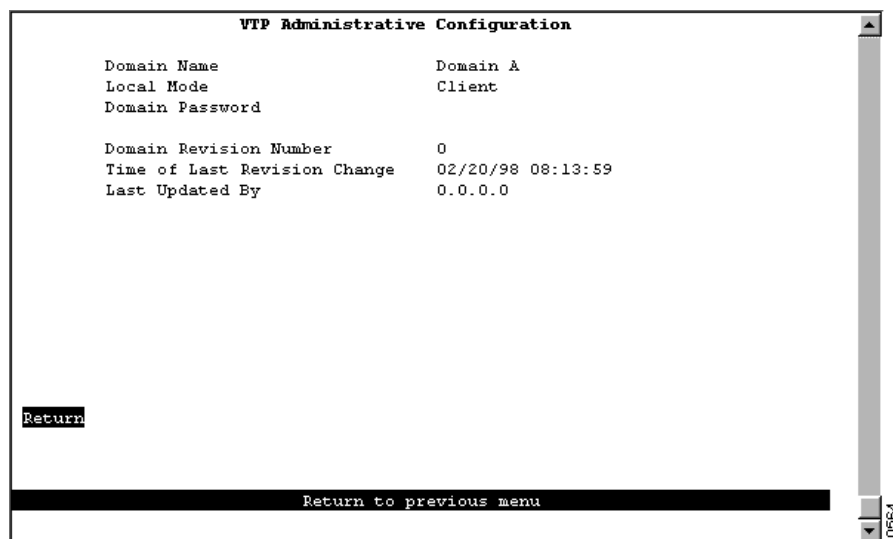 VTP Administrative Configuration
Domain Name Domain A
Local Mode Client
Domain Password
Domain Revision Number 0
Time of Last Revision Change 02/20/98 08:13:59
Last Updated By 0.0.0.0
Return
Return to previous menu